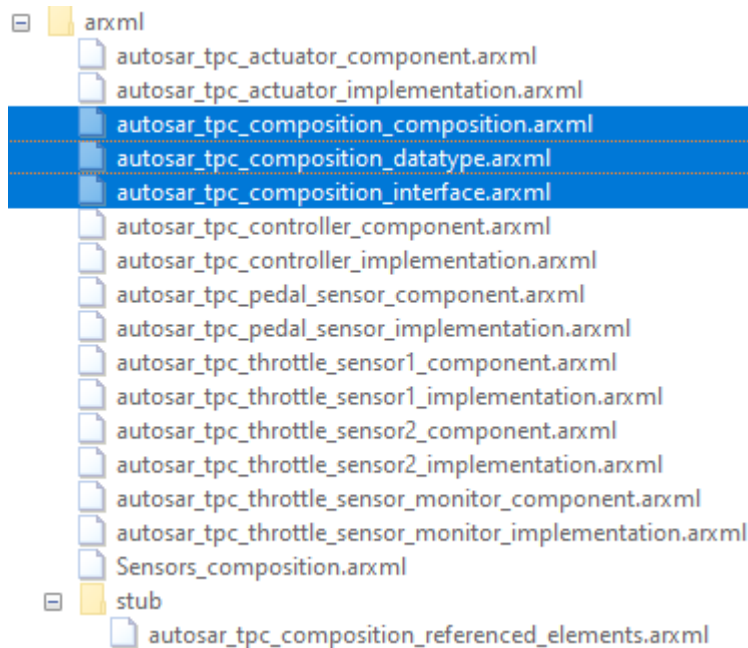 arxml
autosar_tpc_actuator_component.arxml
autosar_tpc_actuator_implementation.arxml
autosar_tpc_composition_composition.arxml
autosar_tpc_composition_datatype.arxml
autosar_tpc_composition_interface.arxml
autosar_tpc_controller_component.arxml
autosar_tpc_controller_implementation.arxml
autosar_tpc_pedal_sensor_component.arxml
autosar_tpc_pedal_sensor_implementation.arxml
autosar_tpc_throttle_sensor1_component.arxml
autosar_tpc_throttle_sensor1_implementation.arxml
autosar_tpc_throttle_sensor2_component.arxml
autosar_tpc_throttle_sensor2_implementation.arxml
autosar_tpc_throttle_sensor_monitor_component.arxml
autosar_tpc_throttle_sensor_monitor_implementation.arxml
Sensors_composition.arxml
stub
autosar_tpc_composition_referenced_elements.arxml